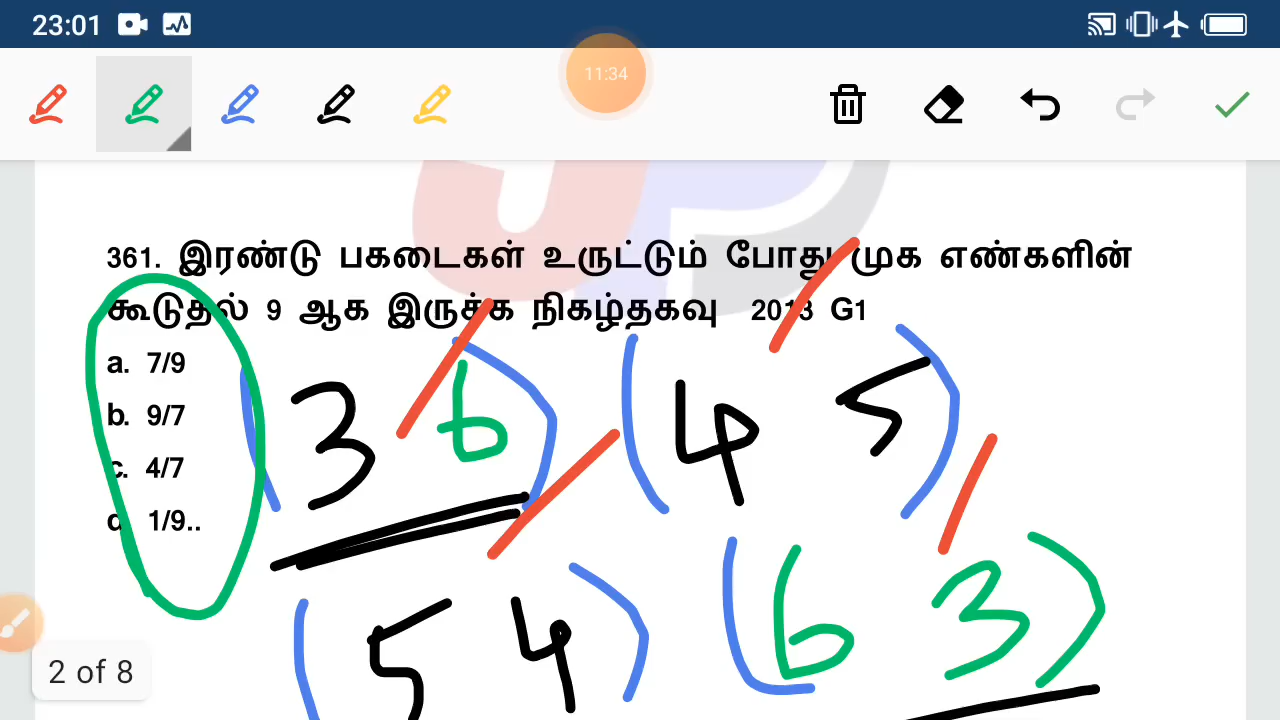 23:01
11:34
361. இரண்டு பகடைகள் உருட்டும் போது முக எண்களின்
கூடுதல் 9 ஆக இருக்க நிகழ்தகவு 2013 G1
a. 7/9
b. 9/7
c. 4/7
d. 1/9..
(3 6) (4 5)
(5 4) (6 3)
2 of 8